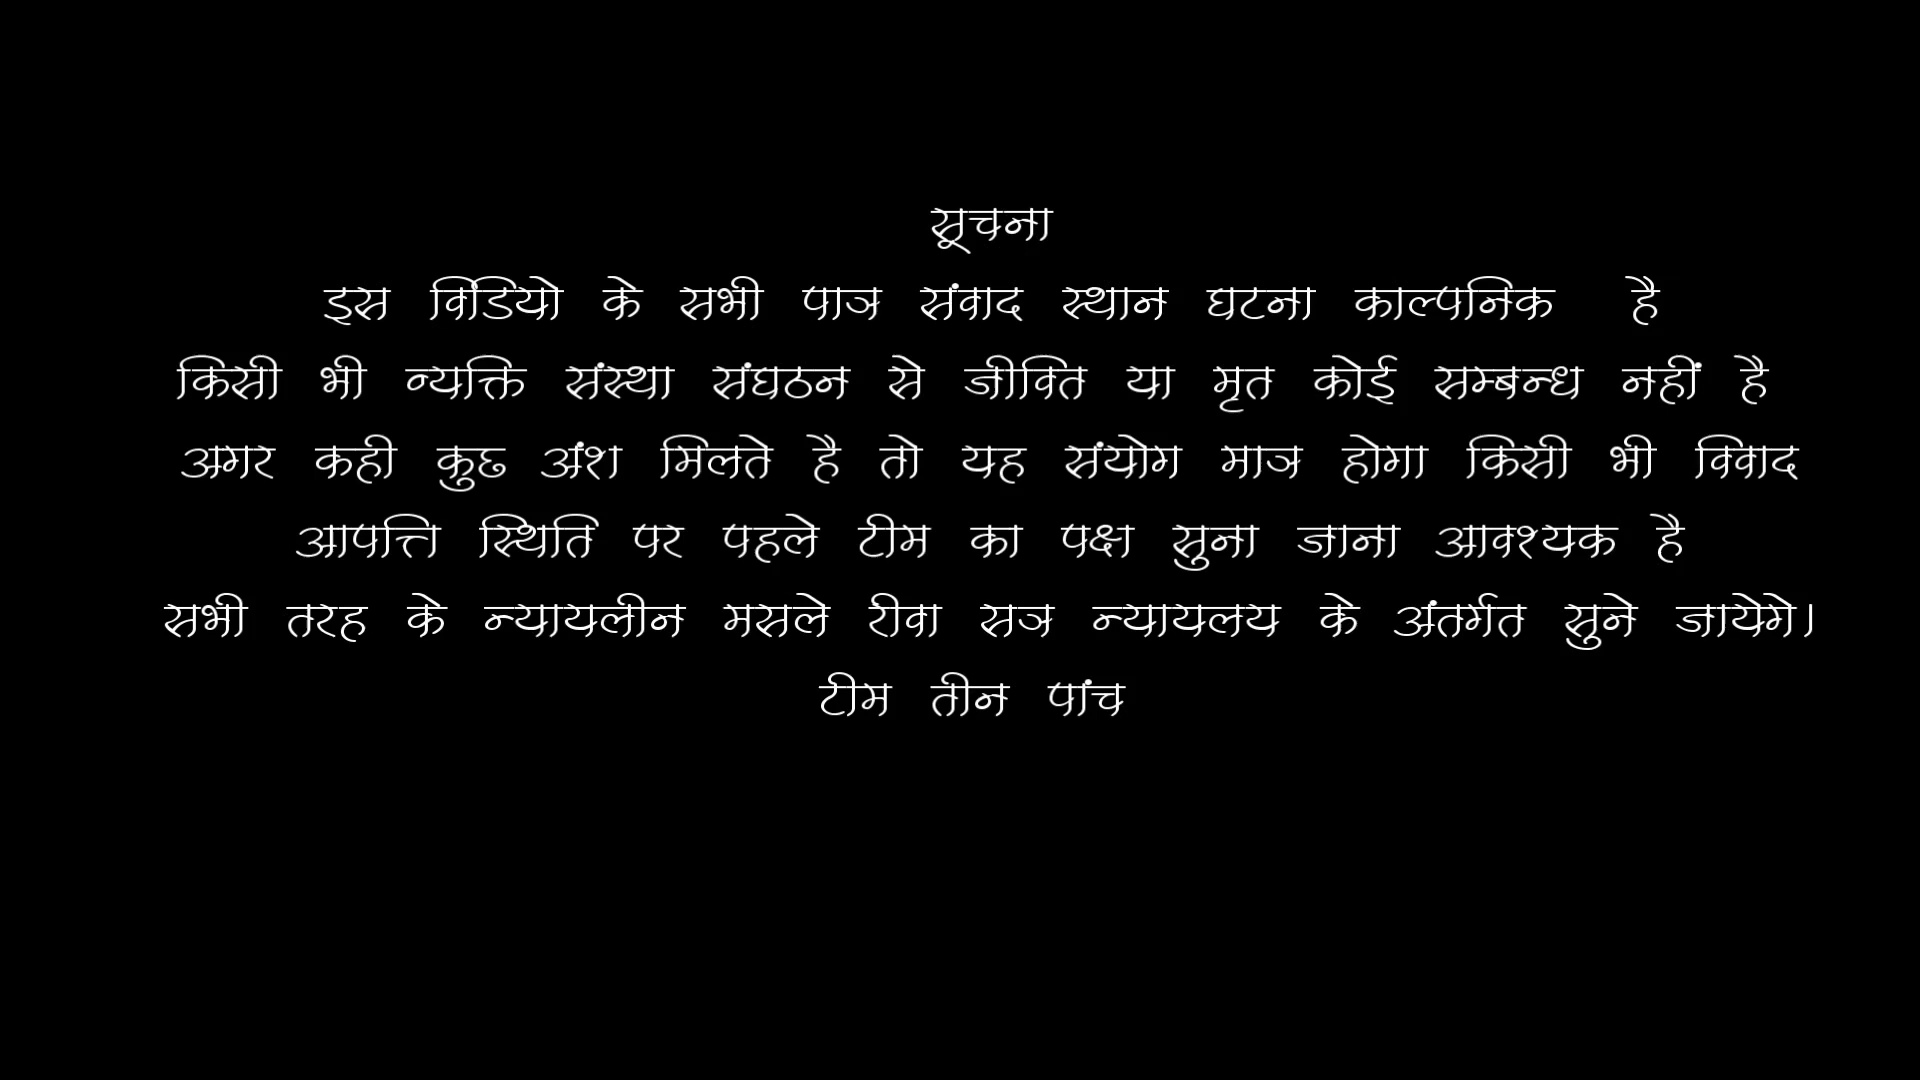 सूचना
इस विडियो के सभी पात्र संवाद स्थान घटना काल्पनिक है
किसी भी व्यक्ति संस्था संघठन से जीवित या मृत कोई सम्बन्ध नहीं है
अगर कही कुछ अंश मिलते है तो यह संयोग मात्र होगा किसी भी विवाद
आपत्ति स्थिति पर पहले टीम का पक्ष सुना जाना आवश्यक है
सभी तरह के न्यायलीन मसले रीवा सत्र न्यायलय के अंतर्गत सुने जायेगे।
टीम तीन पांच